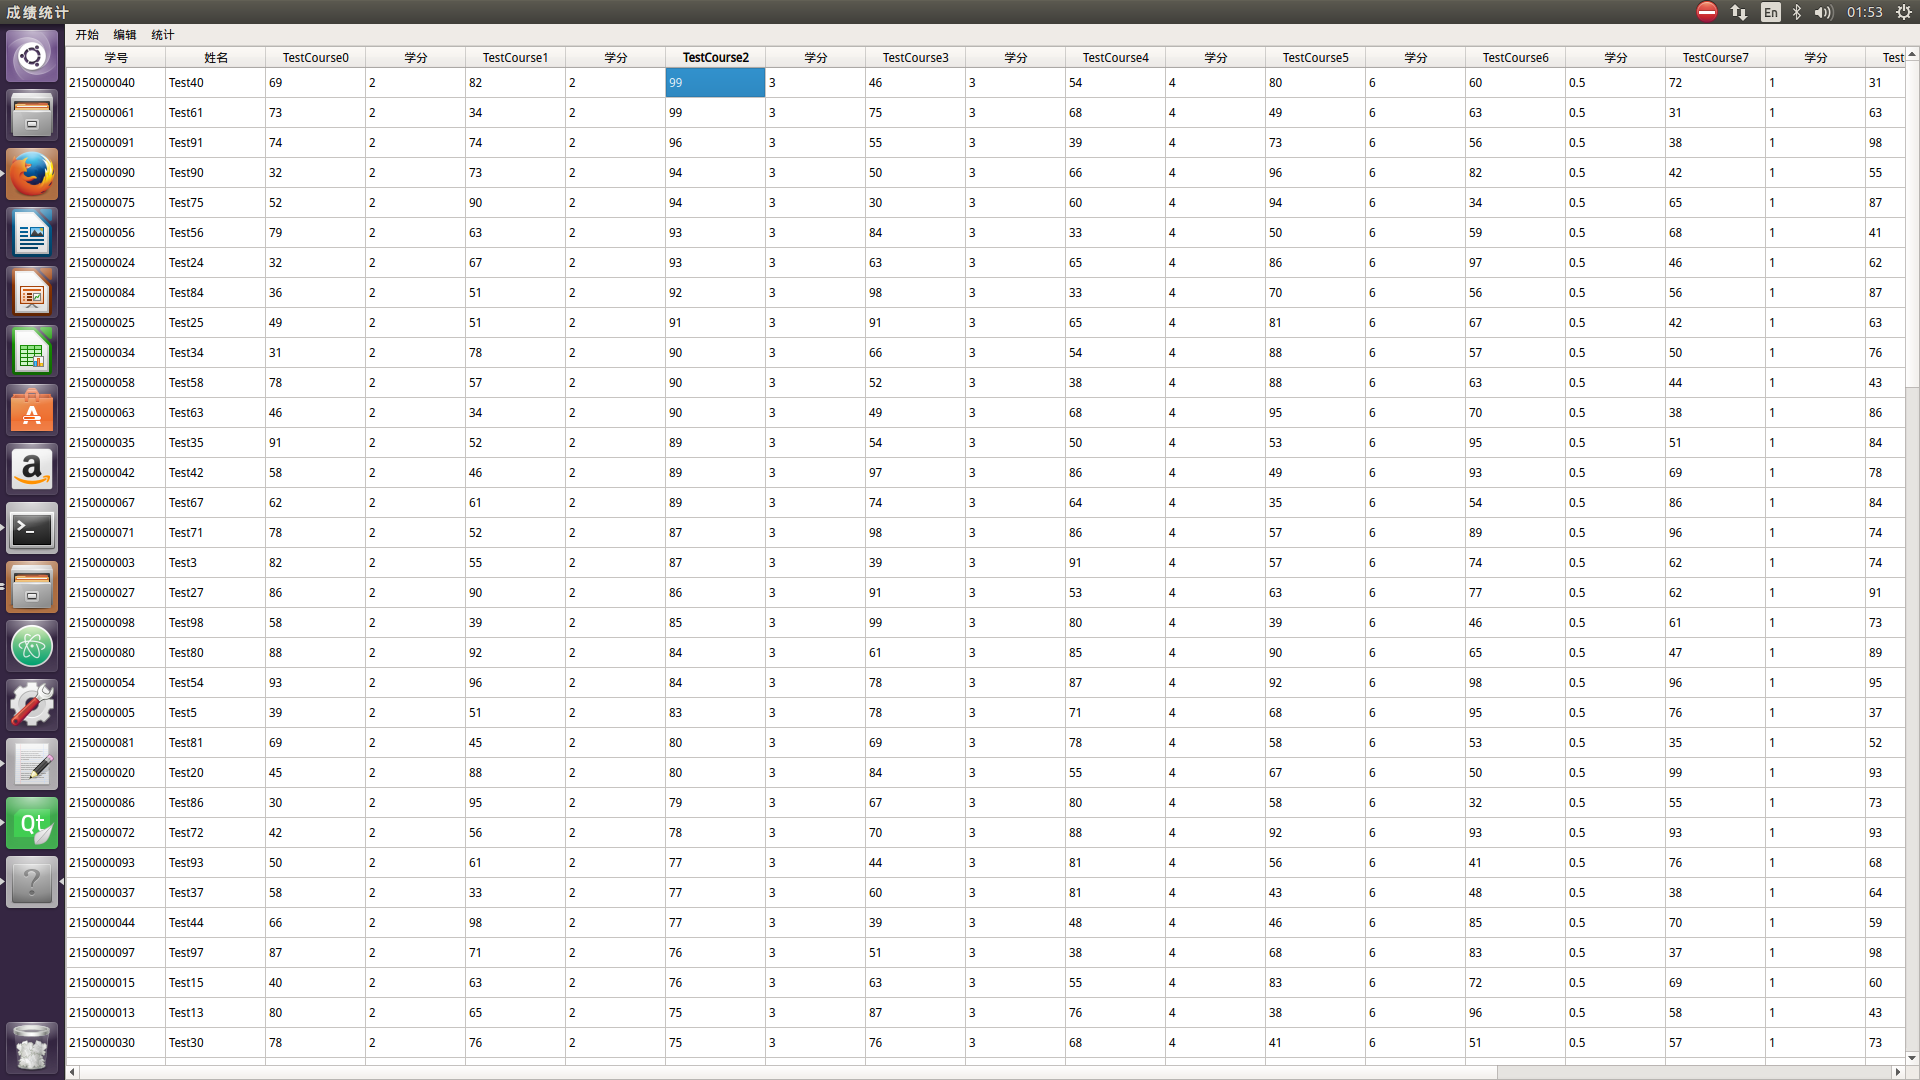 成绩统计 En 01:53
开始 编辑 统计
学号 姓名 TestCourse0 学分 TestCourse1 学分 TestCourse2 学分 TestCourse3 学分 TestCourse4 学分 TestCourse5 学分 TestCourse6 学分 TestCourse7 学分 Test
2150000040 Test40 69 2 82 2 99 3 46 3 54 4 80 6 60 0.5 72 1 31
2150000061 Test61 73 2 34 2 99 3 75 3 68 4 49 6 63 0.5 31 1 63
2150000091 Test91 74 2 74 2 96 3 55 3 39 4 73 6 56 0.5 38 1 98
2150000090 Test90 32 2 73 2 94 3 50 3 66 4 96 6 82 0.5 42 1 55
2150000075 Test75 52 2 90 2 94 3 30 3 60 4 94 6 34 0.5 65 1 87
2150000056 Test56 79 2 63 2 93 3 84 3 33 4 50 6 59 0.5 68 1 41
2150000024 Test24 32 2 67 2 93 3 63 3 65 4 86 6 97 0.5 46 1 62
2150000084 Test84 36 2 51 2 92 3 98 3 33 4 70 6 56 0.5 56 1 87
2150000025 Test25 49 2 51 2 91 3 91 3 65 4 81 6 67 0.5 42 1 63
2150000034 Test34 31 2 78 2 90 3 66 3 54 4 88 6 57 0.5 50 1 76
2150000058 Test58 78 2 57 2 90 3 52 3 38 4 88 6 63 0.5 44 1 43
2150000063 Test63 46 2 34 2 90 3 49 3 68 4 95 6 70 0.5 38 1 86
2150000035 Test35 91 2 52 2 89 3 54 3 50 4 53 6 95 0.5 51 1 84
2150000042 Test42 58 2 46 2 89 3 97 3 86 4 49 6 93 0.5 69 1 78
2150000067 Test67 62 2 61 2 89 3 74 3 64 4 35 6 54 0.5 86 1 84
2150000071 Test71 78 2 52 2 87 3 98 3 86 4 57 6 89 0.5 96 1 74
2150000003 Test3 82 2 55 2 87 3 39 3 91 4 57 6 74 0.5 62 1 74
2150000027 Test27 86 2 90 2 86 3 91 3 53 4 63 6 77 0.5 62 1 91
2150000098 Test98 58 2 39 2 85 3 99 3 80 4 39 6 46 0.5 61 1 73
2150000080 Test80 88 2 92 2 84 3 61 3 85 4 90 6 65 0.5 47 1 89
2150000054 Test54 93 2 96 2 84 3 78 3 87 4 92 6 98 0.5 96 1 95
2150000005 Test5 39 2 51 2 83 3 78 3 71 4 68 6 95 0.5 76 1 37
2150000081 Test81 69 2 45 2 80 3 69 3 78 4 58 6 53 0.5 35 1 52
2150000020 Test20 45 2 88 2 80 3 84 3 55 4 67 6 50 0.5 99 1 93
2150000086 Test86 30 2 95 2 79 3 67 3 80 4 58 6 32 0.5 55 1 73
2150000072 Test72 42 2 56 2 78 3 70 3 88 4 92 6 93 0.5 93 1 93
2150000093 Test93 50 2 61 2 77 3 44 3 81 4 56 6 41 0.5 76 1 68
2150000037 Test37 58 2 33 2 77 3 60 3 81 4 43 6 48 0.5 38 1 64
2150000044 Test44 66 2 98 2 77 3 39 3 48 4 46 6 85 0.5 70 1 59
2150000097 Test97 87 2 71 2 76 3 51 3 38 4 68 6 83 0.5 37 1 98
2150000015 Test15 40 2 63 2 76 3 63 3 55 4 83 6 72 0.5 69 1 60
2150000013 Test13 80 2 65 2 75 3 87 3 76 4 38 6 96 0.5 58 1 43
2150000030 Test30 78 2 76 2 75 3 76 3 68 4 41 6 51 0.5 57 1 73
a
Qt